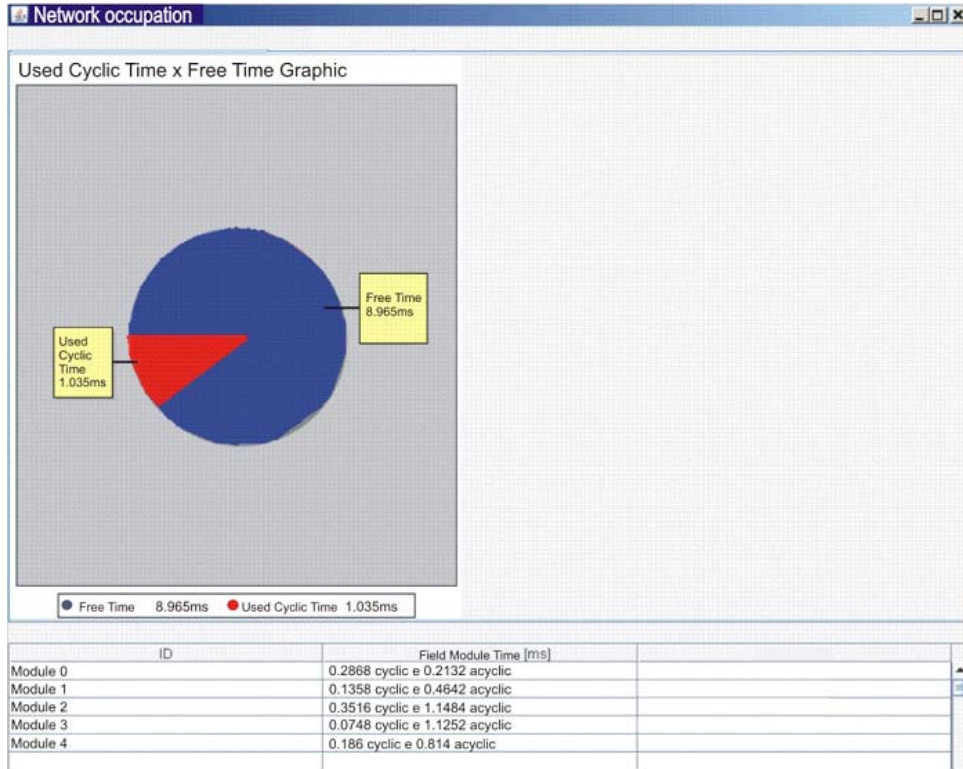 Network occupation
Used Cyclic Time x Free Time Graphic
Free Time
8.965ms
Used
Cyclic
Time
1.035ms
Free Time 8.965ms Used Cyclic Time 1.035ms
ID Field Module Time [ms]
Module 0 0.2868 cyclic e 0.2132 acyclic
Module 1 0.1358 cyclic e 0.4642 acyclic
Module 2 0.3516 cyclic e 1.1484 acyclic
Module 3 0.0748 cyclic e 1.1252 acyclic
Module 4 0.186 cyclic e 0.814 acyclic